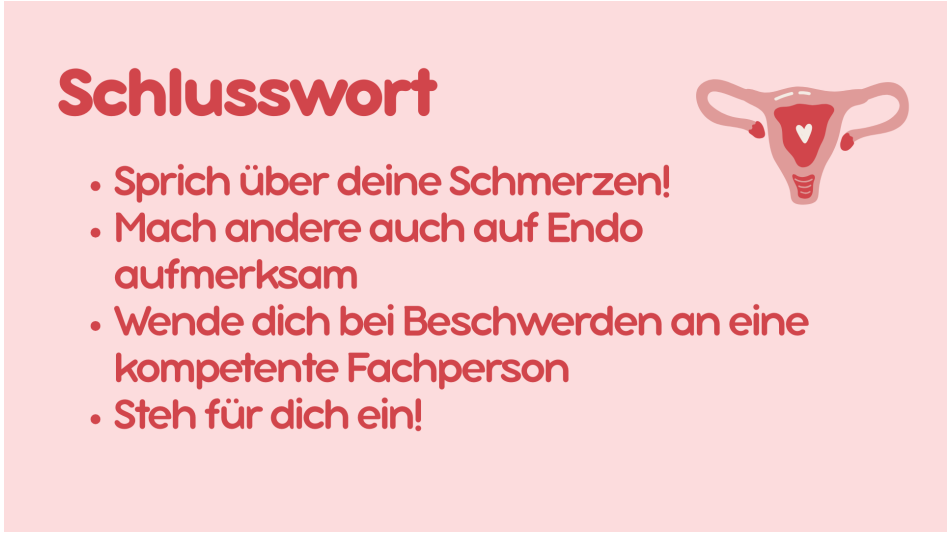 Schlusswort
• Sprich über deine Schmerzen!
• Mach andere auch auf Endo
aufmerksam
• Wende dich bei Beschwerden an eine
kompetente Fachperson
• Steh für dich ein!